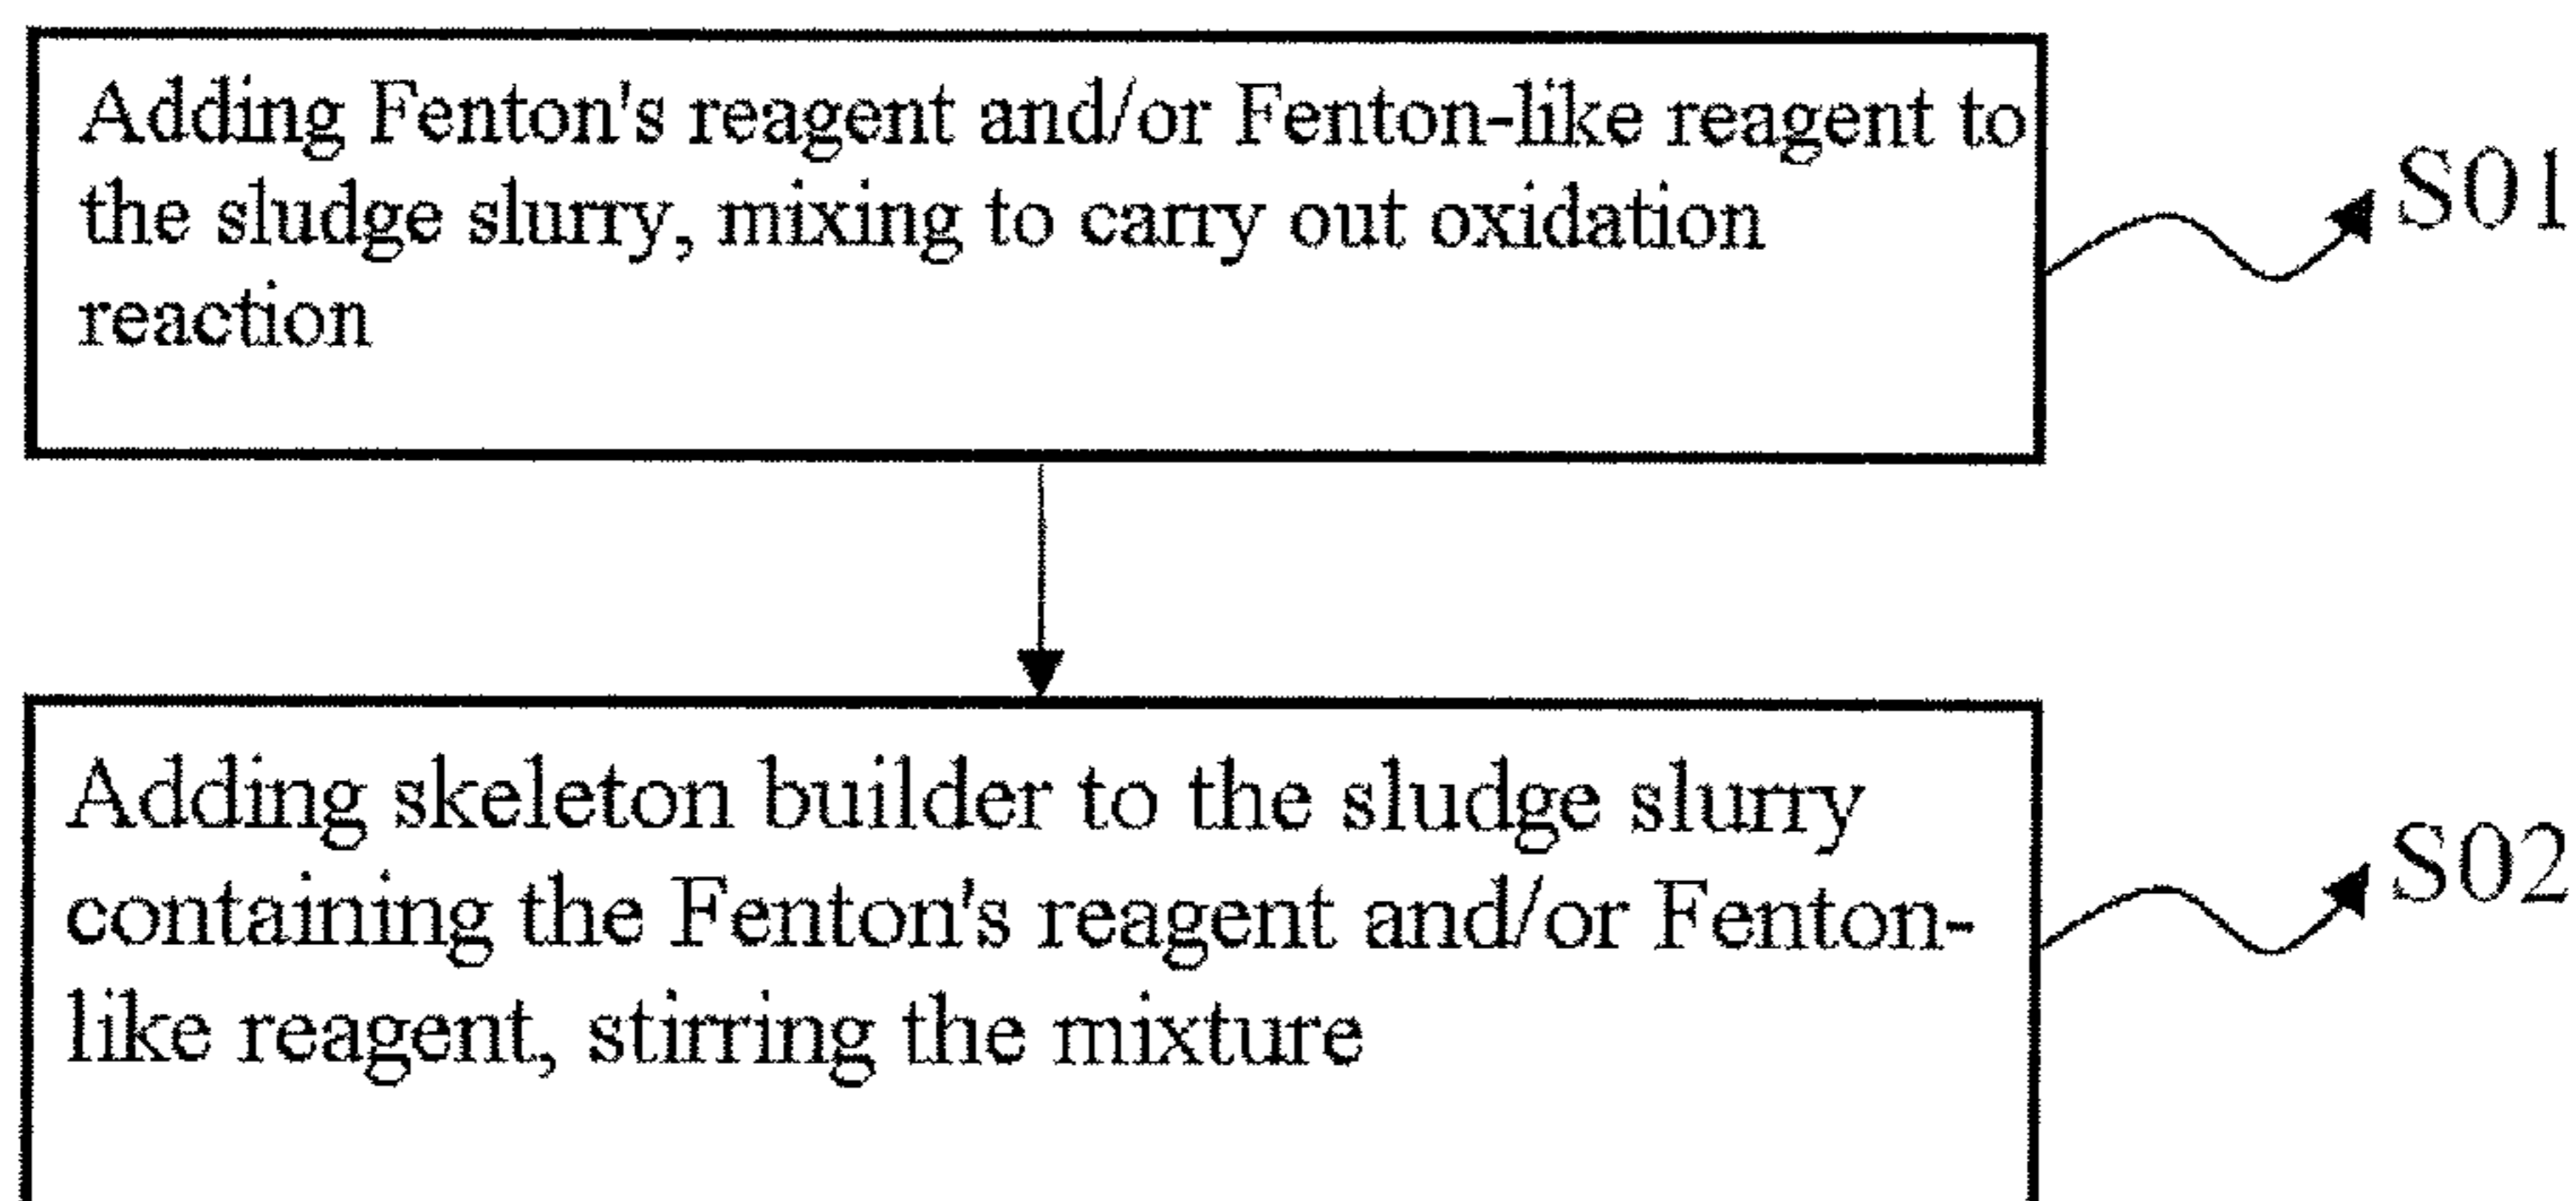 Adding Fenton's reagent and/or Fenton-like reagent to
the sludge slurry, mixing to carry out oxidation
reaction
S01
Adding skeleton builder to the sludge slurry
containing the Fenton's reagent and/or Fenton-
like reagent, stirring the mixture
S02